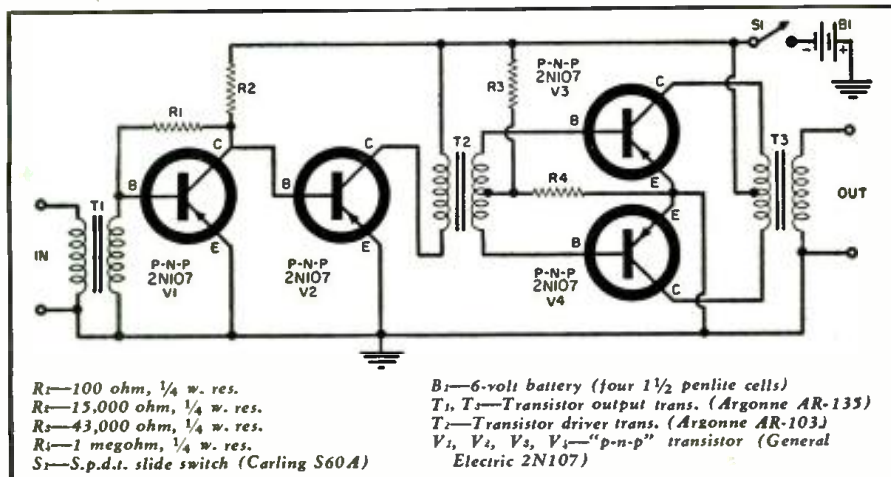 S1
B1
- +
P-N-P
2N107
V3
R3
R2
R1
C
B
E
T1
IN
P-N-P
2N107
V1
C
B
E
P-N-P
2N107
V2
T2
R4
C
B
E
E
B
C
P-N-P
2N107
V4
T3
OUT
R1—100 ohm, 1/4 w. res.
R2—15,000 ohm, 1/4 w. res.
R3—43,000 ohm, 1/4 w. res.
R4—1 megohm, 1/4 w. res.
S1—S.p.d.t. slide switch (Carling S60A)
B1—6-volt battery (four 1 1/2 penlite cells)
T1, T3—Transistor output trans. (Argonne AR-135)
T2—Transistor driver trans. (Argonne AR-103)
V1, V2, V3, V4—"p-n-p" transistor (General
Electric 2N107)